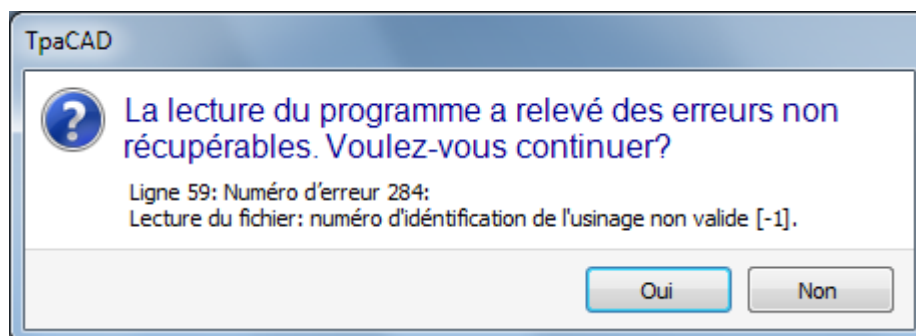 TpaCAD
La lecture du programme a relevé des erreurs non
récupérables. Voulez-vous continuer?
Ligne 59: Numéro d'erreur 284:
Lecture du fichier: numéro d'idéntification de l'usinage non valide [-1].
Oui
Non